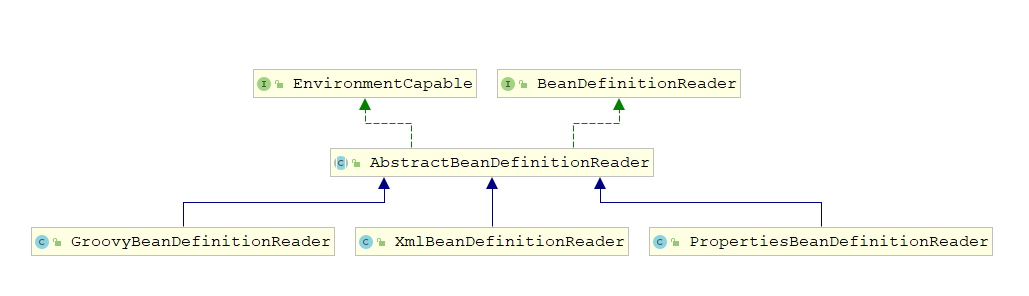 I EnvironmentCapable
I BeanDefinitionReader
C AbstractBeanDefinitionReader
C GroovyBeanDefinitionReader
C XmlBeanDefinitionReader
C PropertiesBeanDefinitionReader